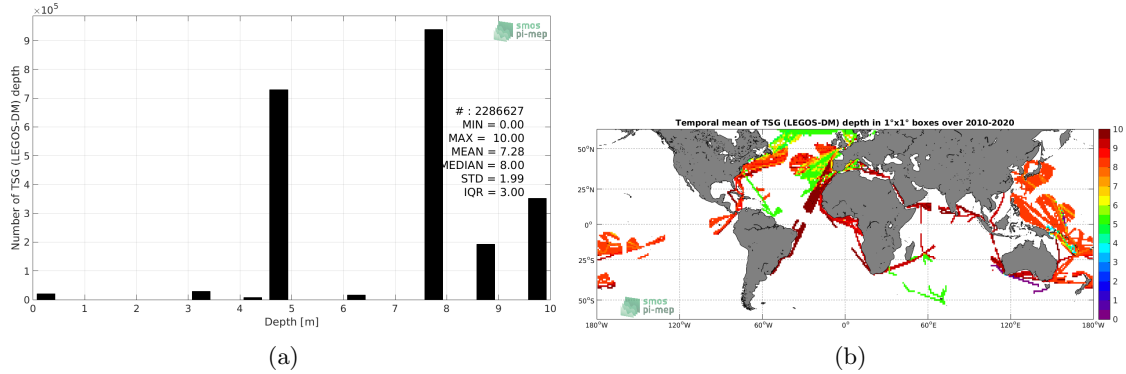 ×10⁵
9
8
7
6
5
4
3
2
1
0
Number of TSG (LEGOS-DM) depth
smos
pi-mep
# : 2286627
MIN = 0.00
MAX = 10.00
MEAN = 7.28
MEDIAN = 8.00
STD = 1.99
IQR = 3.00
0 1 2 3 4 5 6 7 8 9 10
Depth [m]
(a)
Temporal mean of TSG (LEGOS-DM) depth in 1°x1° boxes over 2010-2020
50°N
25°N
0°
25°S
50°S
smos
pi-mep
180°W 120°W 60°W 0° 60°E 120°E 180°W
10
9
8
7
6
5
4
3
2
1
0
(b)